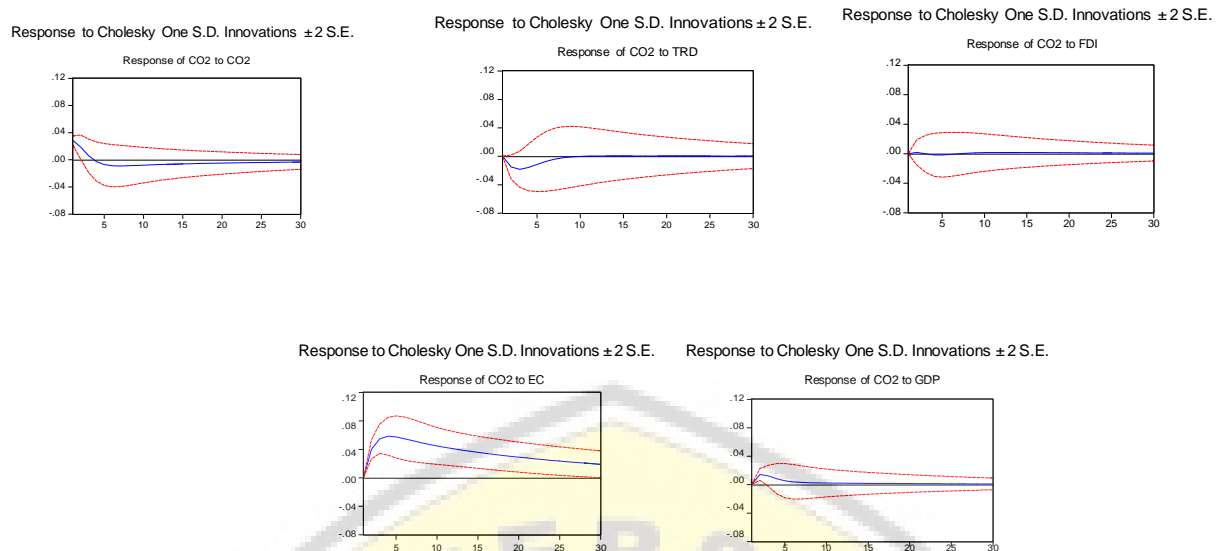 Response to Cholesky One S.D. Innovations ±2 S.E.
Response of CO2 to CO2
.12
.08
.04
.00
-.04
-.08
5 10 15 20 25 30
Response to Cholesky One S.D. Innovations ±2 S.E.
Response of CO2 to TRD
.12
.08
.04
.00
-.04
-.08
5 10 15 20 25 30
Response to Cholesky One S.D. Innovations ±2 S.E.
Response of CO2 to FDI
.12
.08
.04
.00
-.04
-.08
5 10 15 20 25 30
Response to Cholesky One S.D. Innovations ±2 S.E.
Response of CO2 to EC
.12
.08
.04
.00
-.04
-.08
5 10 15 20 25 30
Response to Cholesky One S.D. Innovations ±2 S.E.
Response of CO2 to GDP
.12
.08
.04
.00
-.04
-.08
5 10 15 20 25 30